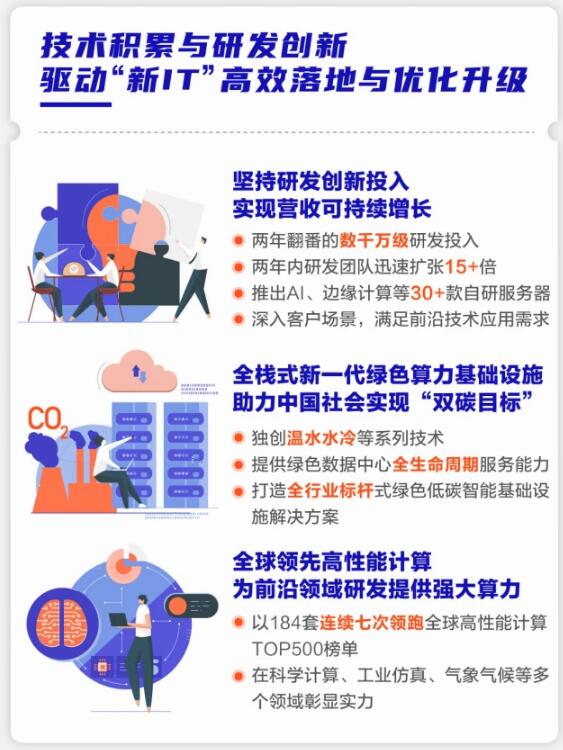 技术积累与研发创新
驱动“新IT”高效落地与优化升级
坚持研发创新投入
实现营收可持续增长
两年翻番的数千万级研发投入
两年内研发团队迅速扩张15+倍
推出AI、边缘计算等30+款自研服务器
深入客户场景，满足前沿技术应用需求
全栈式新一代绿色算力基础设施
助力中国社会实现“双碳目标”
CO2
独创温水水冷等系列技术
提供绿色数据中心全生命周期服务能力
打造全行业标杆式绿色低碳智能基础设
施解决方案
全球领先高性能计算
为前沿领域研发提供强大算力
以184套连续七次领跑全球高性能计算
TOP500榜单
在科学计算、工业仿真、气象气候等多
个领域彰显实力